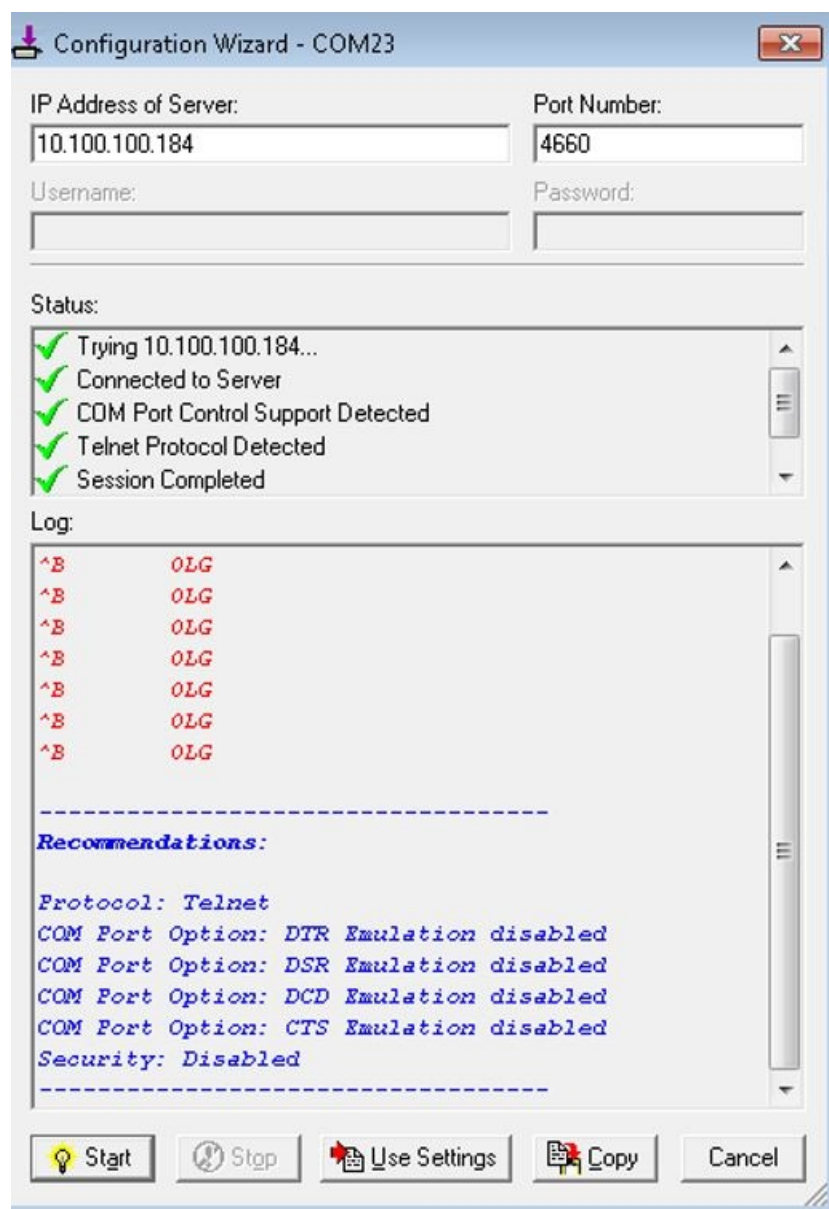 Configuration Wizard - COM23
IP Address of Server: Port Number:
10.100.100.184 4660
Username: Password:
Status:
Trying 10.100.100.184...
Connected to Server
COM Port Control Support Detected
Telnet Protocol Detected
Session Completed
Log:
^B OLG
^B OLG
^B OLG
^B OLG
^B OLG
^B OLG
^B OLG
-----------------------------------
Recommendations:
Protocol: Telnet
COM Port Option: DTR Emulation disabled
COM Port Option: DSR Emulation disabled
COM Port Option: DCD Emulation disabled
COM Port Option: CTS Emulation disabled
Security: Disabled
-----------------------------------
Start Stop Use Settings Copy Cancel